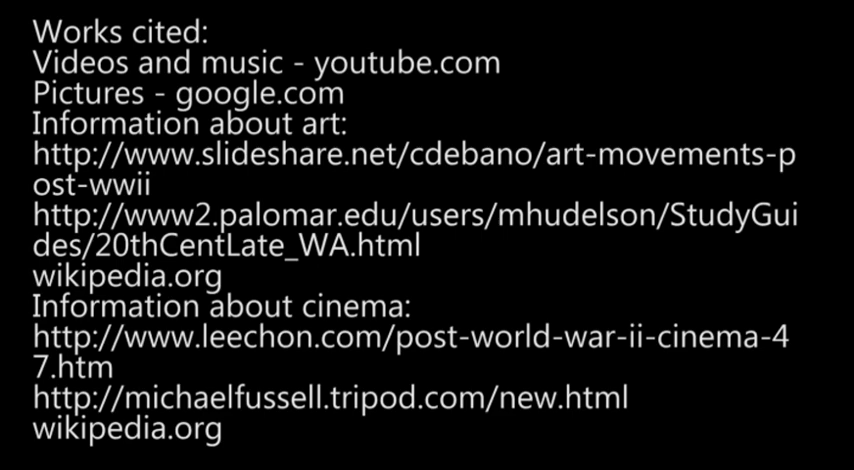 Works cited:
Videos and music - youtube.com
Pictures - google.com
Information about art:
http://www.slideshare.net/cdebano/art-movements-p
ost-wwii
http://www2.palomar.edu/users/mhudelson/StudyGui
des/20thCentLate_WA.html
wikipedia.org
Information about cinema:
http://www.leechon.com/post-world-war-ii-cinema-4
7.htm
http://michaelfussell.tripod.com/new.html
wikipedia.org